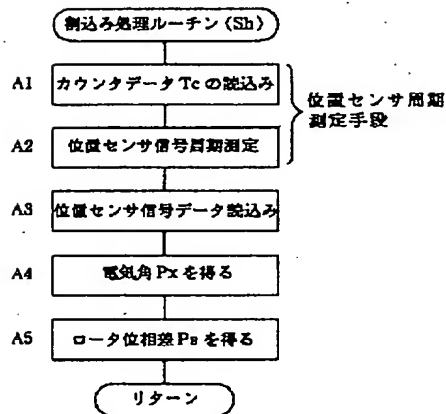 割込み処理ルーチン(Sh)
A1 カウンタデータTcの読込み
位置センサ周期
測定手段
A2 位置センサ信号周期測定
A3 位置センサ信号データ読込み
A4 電気角Pxを得る
A5 ロータ位相差PBを得る
リターン